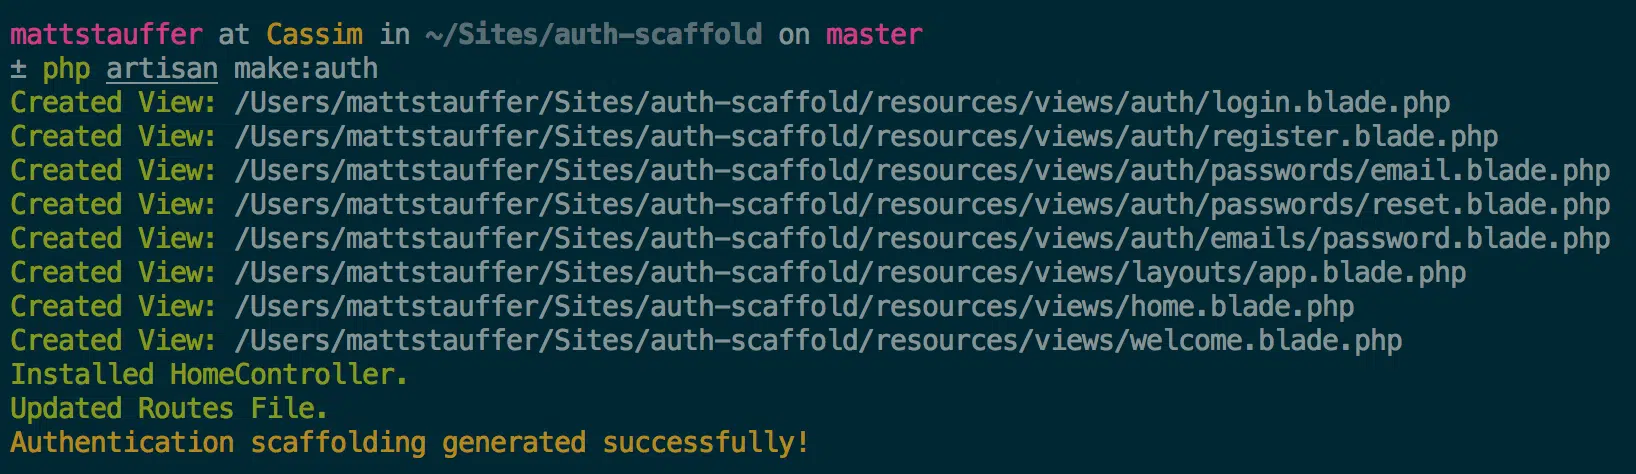 mattstauffer at Cassim in ~/Sites/auth-scaffold on master
± php artisan make:auth
Created View: /Users/mattstauffer/Sites/auth-scaffold/resources/views/auth/login.blade.php
Created View: /Users/mattstauffer/Sites/auth-scaffold/resources/views/auth/register.blade.php
Created View: /Users/mattstauffer/Sites/auth-scaffold/resources/views/auth/passwords/email.blade.php
Created View: /Users/mattstauffer/Sites/auth-scaffold/resources/views/auth/passwords/reset.blade.php
Created View: /Users/mattstauffer/Sites/auth-scaffold/resources/views/auth/emails/password.blade.php
Created View: /Users/mattstauffer/Sites/auth-scaffold/resources/views/layouts/app.blade.php
Created View: /Users/mattstauffer/Sites/auth-scaffold/resources/views/home.blade.php
Created View: /Users/mattstauffer/Sites/auth-scaffold/resources/views/welcome.blade.php
Installed HomeController.
Updated Routes File.
Authentication scaffolding generated successfully!